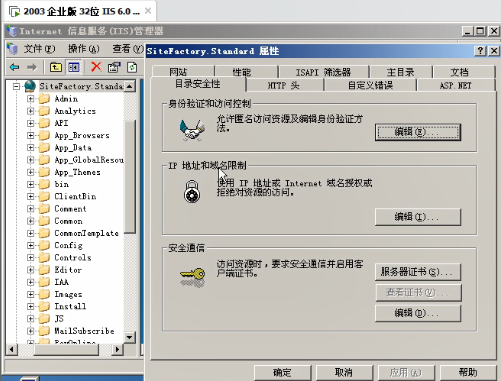 2003 企业版 32位 IIS 6.0 ...
Internet 信息服务(IIS)管理器
文件(F) 操作(A) 查看(V)
SiteFactory.Standa
Admin
Analytics
API
App_Browsers
App_Data
App_GlobalResou
App_Themes
bin
ClientBin
Comment
Common
CommonTemplate
Config
Controls
Editor
IAA
Images
Install
JS
MailSubscribe
SiteFactory.Standard 属性
网站 性能 ISAPI 筛选器 主目录 文档
目录安全性 HTTP 头 自定义错误 ASP.NET
身份验证和访问控制
允许匿名访问资源及编辑身份验证方
法。
编辑(E)...
IP 地址和域名限制
使用 IP 地址或 Internet 域名授权或
拒绝对资源的访问。
编辑(I)...
安全通信
访问资源时，要求安全通信并启用客
户端证书。
服务器证书(S)...
查看证书(V)...
编辑(D)...
确定 取消 应用(A) 帮助